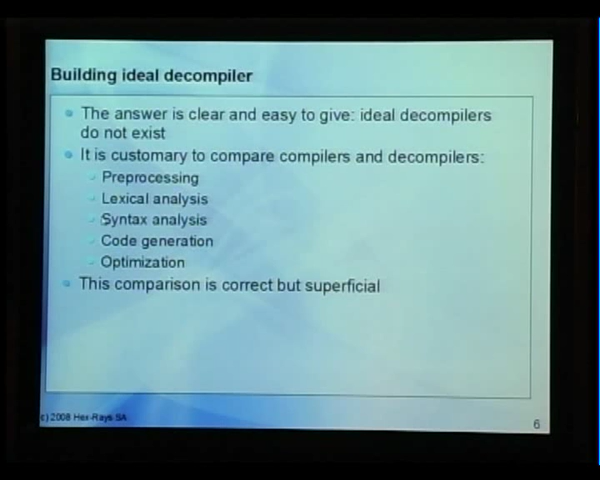 Building ideal decompiler
The answer is clear and easy to give: ideal decompilers
do not exist
It is customary to compare compilers and decompilers:
Preprocessing
Lexical analysis
Syntax analysis
Code generation
Optimization
This comparison is correct but superficial
(c) 2008 Hex-Rays SA
6